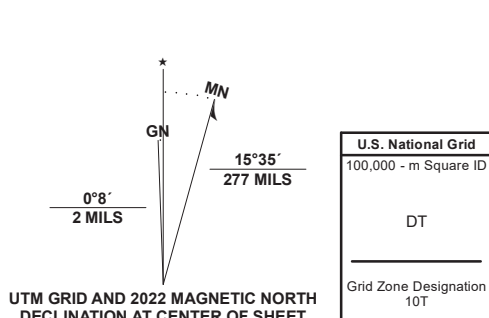 ★
MN
GN
15°35´
277 MILS
0°8´
2 MILS
UTM GRID AND 2022 MAGNETIC NORTH
DECLINATION AT CENTER OF SHEET
U.S. National Grid
100,000 - m Square ID
DT
Grid Zone Designation
10T